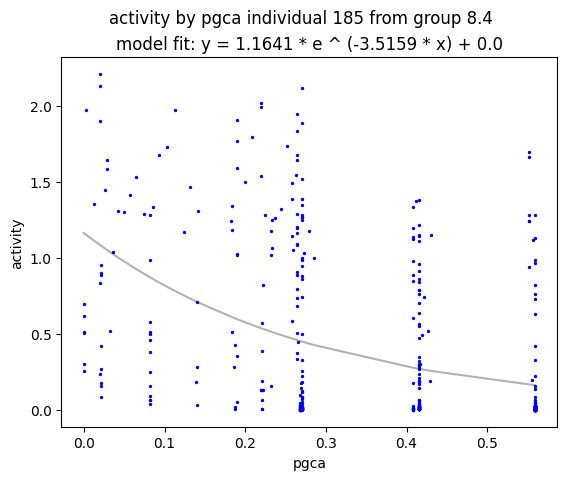 activity by pgca individual 185 from group 8.4
model fit: y = 1.1641 * e ^ (-3.5159 * x) + 0.0
2.0
1.5
1.0
0.5
0.0
activity
0.0 0.1 0.2 0.3 0.4 0.5
pgca